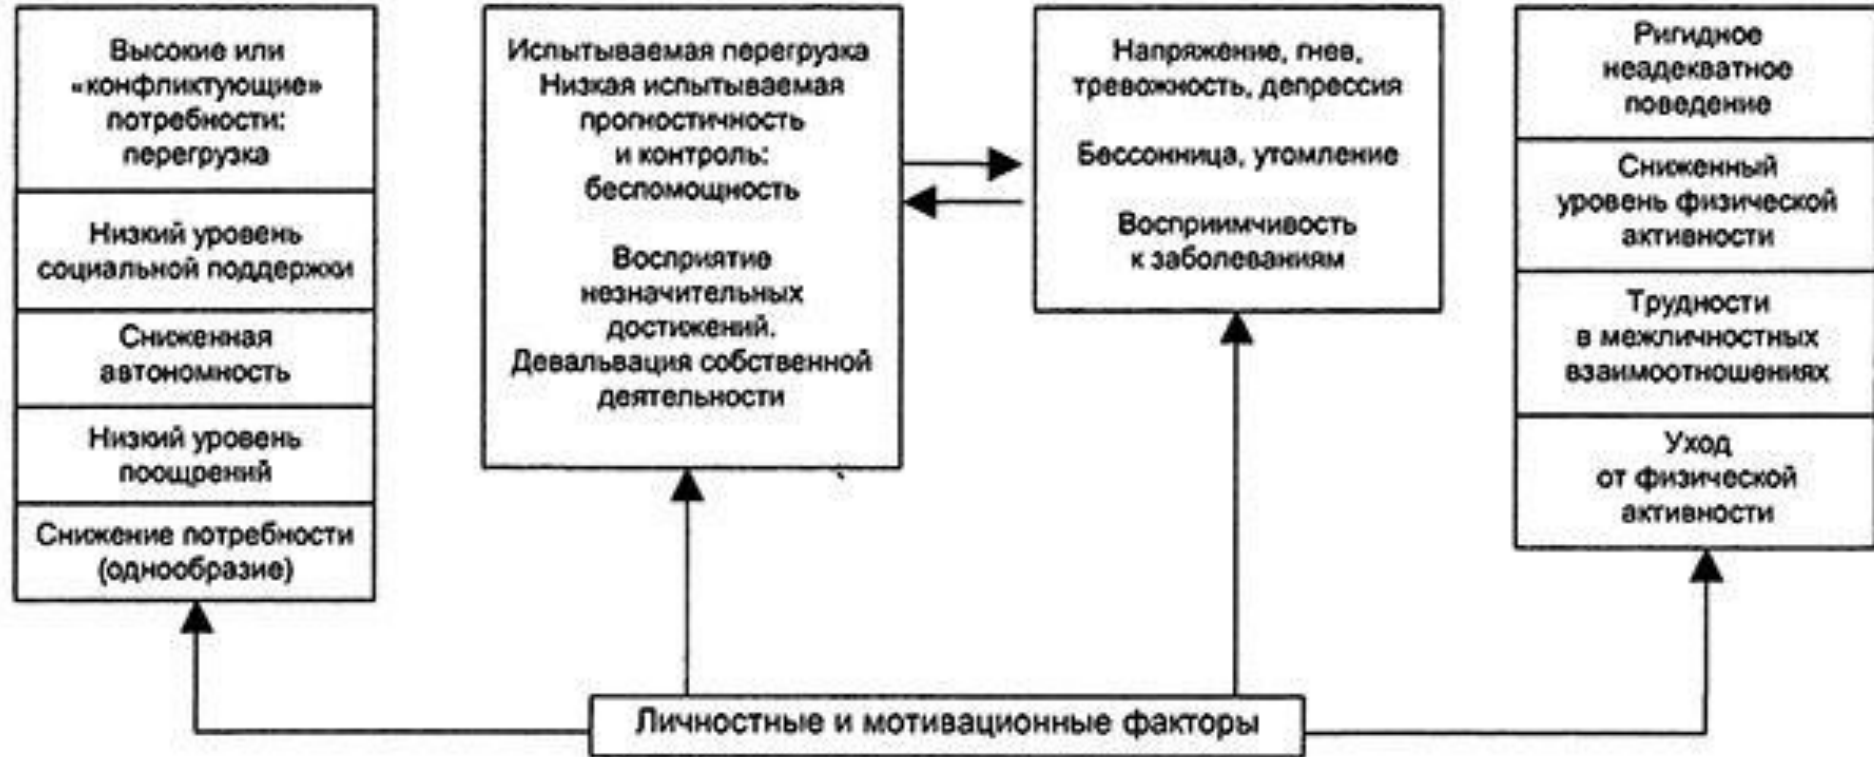 Высокие или
«конфликтующие»
потребности:
перегрузка
Низкий уровень
социальной поддержки
Сниженная
автономность
Низкий уровень
поощрений
Снижение потребности
(однообразие)
Испытываемая перегрузка
Низкая испытываемая
прогностичность
и контроль:
беспомощность
Восприятие
незначительных
достижений.
Девальвация собственной
деятельности
Напряжение, гнев,
тревожность, депрессия
Бессонница, утомление
Восприимчивость
к заболеваниям
Ригидное
неадекватное
поведение
Сниженный
уровень физической
активности
Трудности
в межличностных
взаимоотношениях
Уход
от физической
активности
Личностные и мотивационные факторы